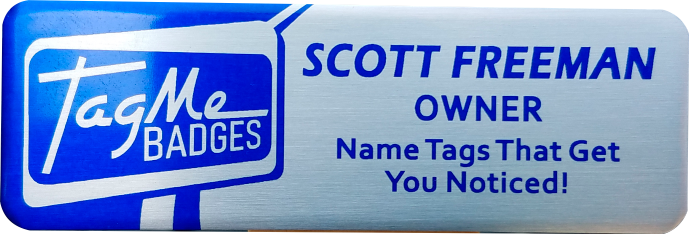 TagMe
BADGES
SCOTT FREEMAN
OWNER
Name Tags That Get
You Noticed!